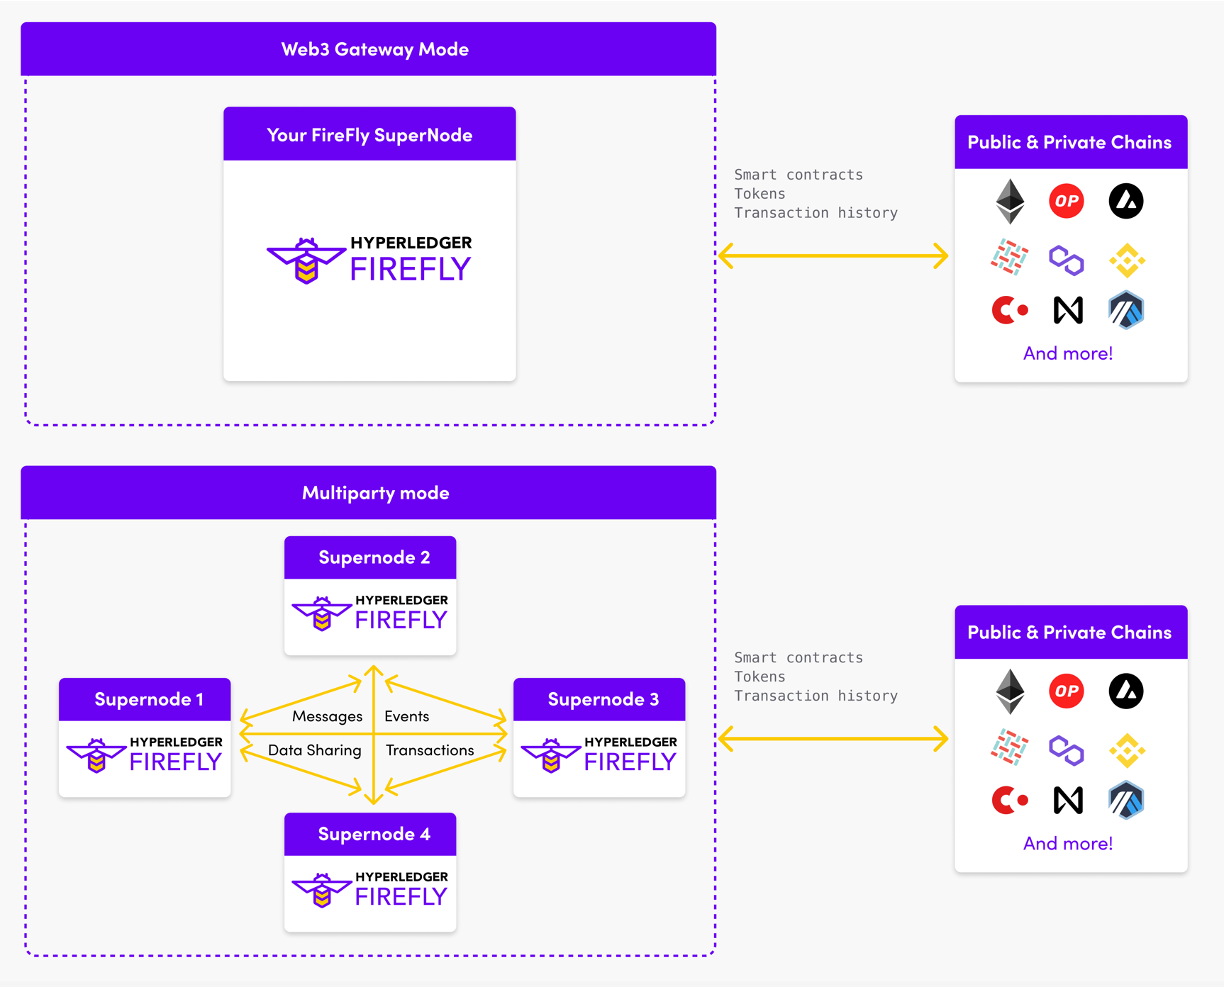 Web3 Gateway Mode
Your FireFly SuperNode
HYPERLEDGER
FIREFLY
Smart contracts
Tokens
Transaction history
Public & Private Chains
OP
And more!
Multiparty mode
Supernode 2
HYPERLEDGER
FIREFLY
Supernode 1
HYPERLEDGER
FIREFLY
Messages
Events
Data Sharing
Transactions
Supernode 3
HYPERLEDGER
FIREFLY
Supernode 4
HYPERLEDGER
FIREFLY
Smart contracts
Tokens
Transaction history
Public & Private Chains
OP
And more!